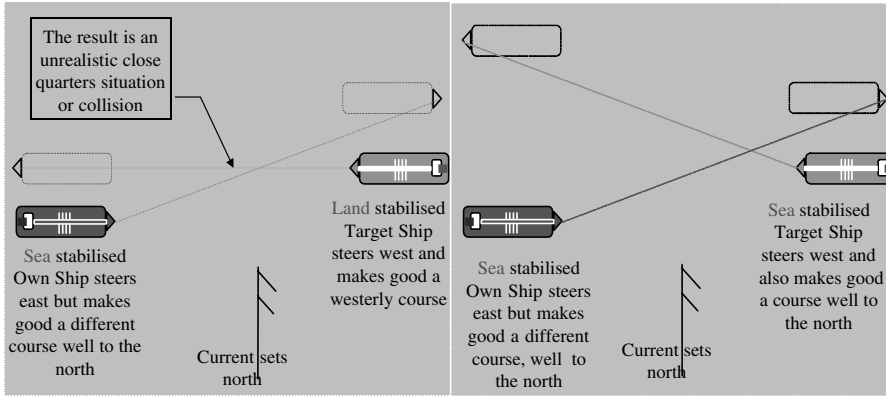 The result is an
unrealistic close
quarters situation
or collision
Land stabilised
Target Ship
steers west and
makes good a
westerly course
Sea stabilised
Own Ship steers
east but makes
good a different
course well to the
north
Current sets
north
Sea stabilised
Target Ship
steers west and
also makes good
a course well to
the north
Sea stabilised
Own Ship steers
east but makes
good a different
course, well to
the north
Current sets
north